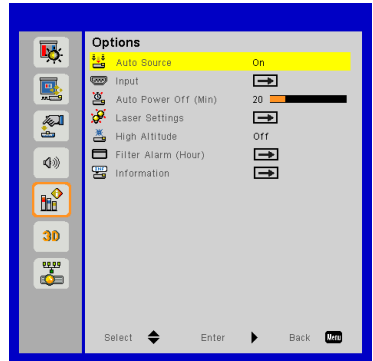 Options
Auto Source On
Input
Auto Power Off (Min) 20
Laser Settings
High Altitude Off
Filter Alarm (Hour)
Information
3D
Select Enter Back Menu